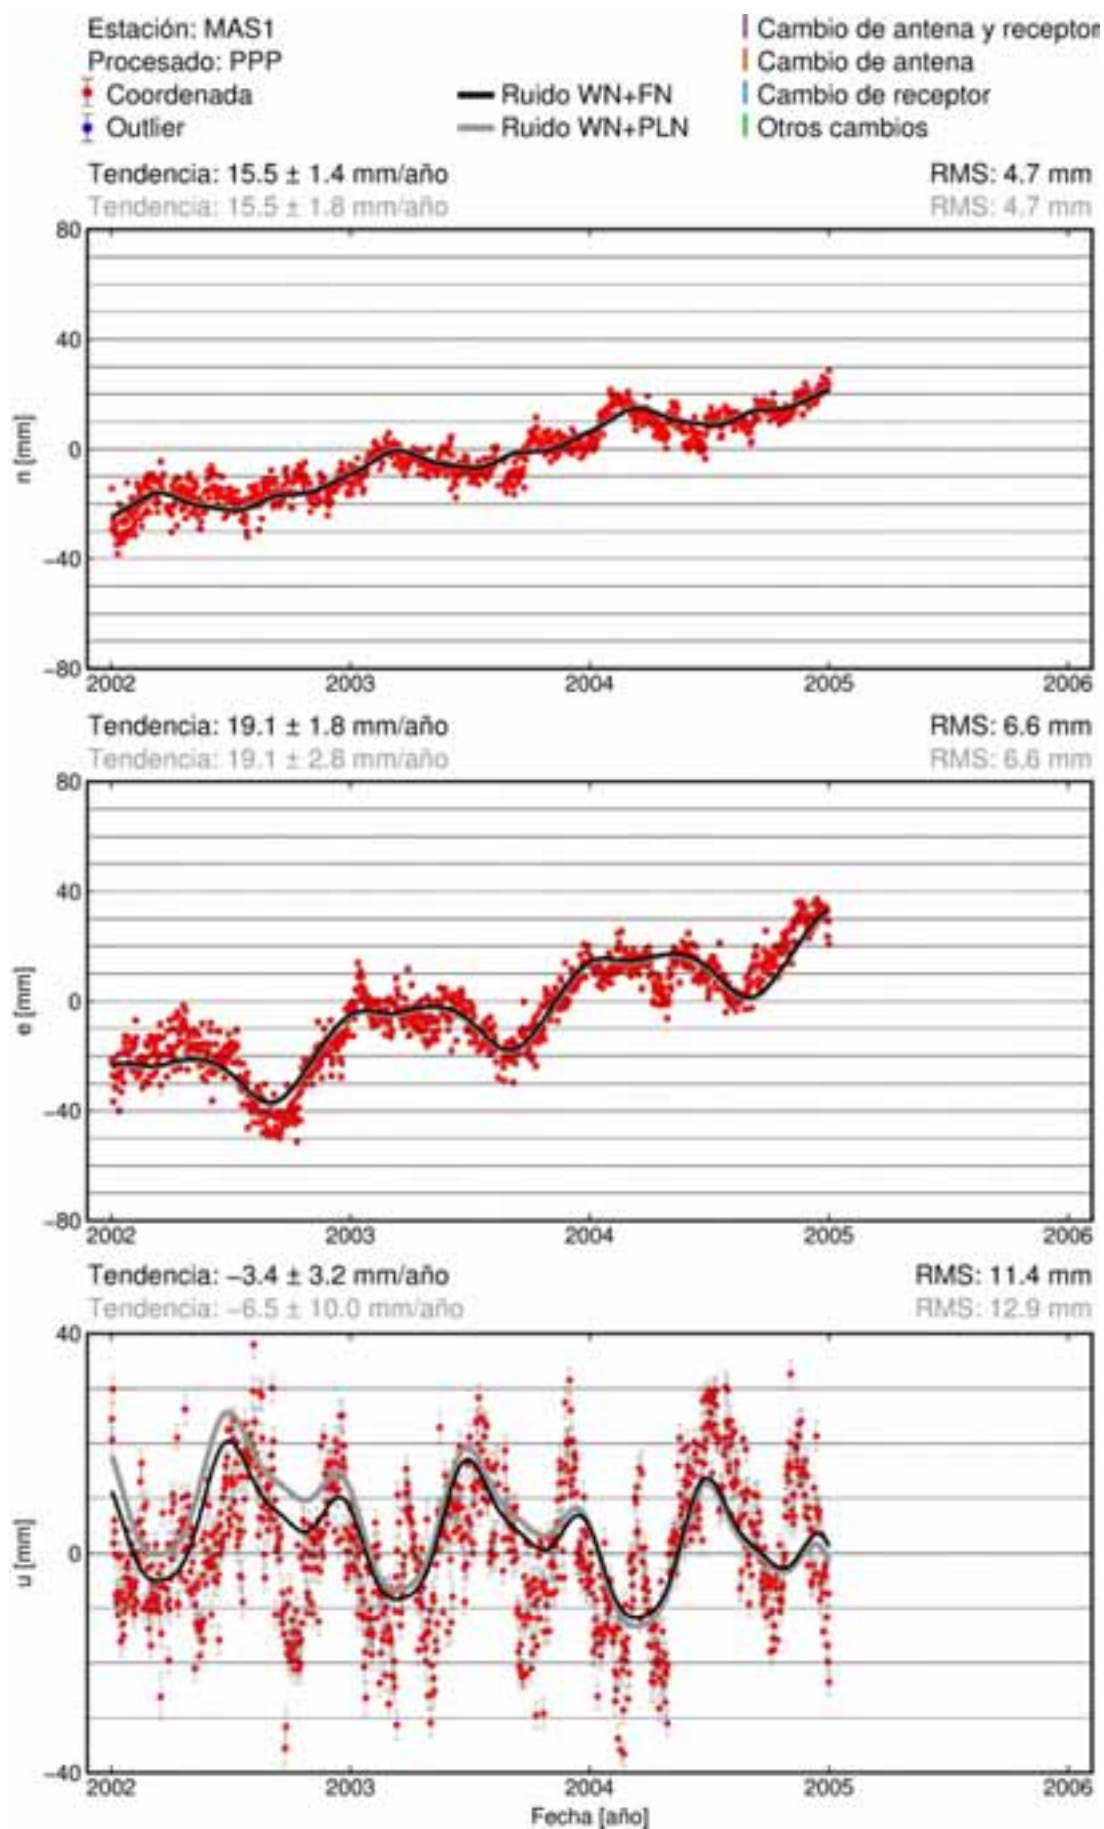 Estación: MAS1
Procesado: PPP
Coordenada
Outlier
Ruido WN+FN
Ruido WN+PLN
Cambio de antena y receptor
Cambio de antena
Cambio de receptor
Otros cambios
Tendencia: 15.5 ± 1.4 mm/año RMS: 4.7 mm
Tendencia: 15.5 ± 1.8 mm/año RMS: 4.7 mm
80
40
0
−40
−80
n [mm]
2002 2003 2004 2005 2006
Tendencia: 19.1 ± 1.8 mm/año RMS: 6.6 mm
Tendencia: 19.1 ± 2.8 mm/año RMS: 6.6 mm
80
40
0
−40
−80
e [mm]
2002 2003 2004 2005 2006
Tendencia: −3.4 ± 3.2 mm/año RMS: 11.4 mm
Tendencia: −6.5 ± 10.0 mm/año RMS: 12.9 mm
40
20
0
−20
−40
u [mm]
2002 2003 2004 2005 2006
Fecha [año]